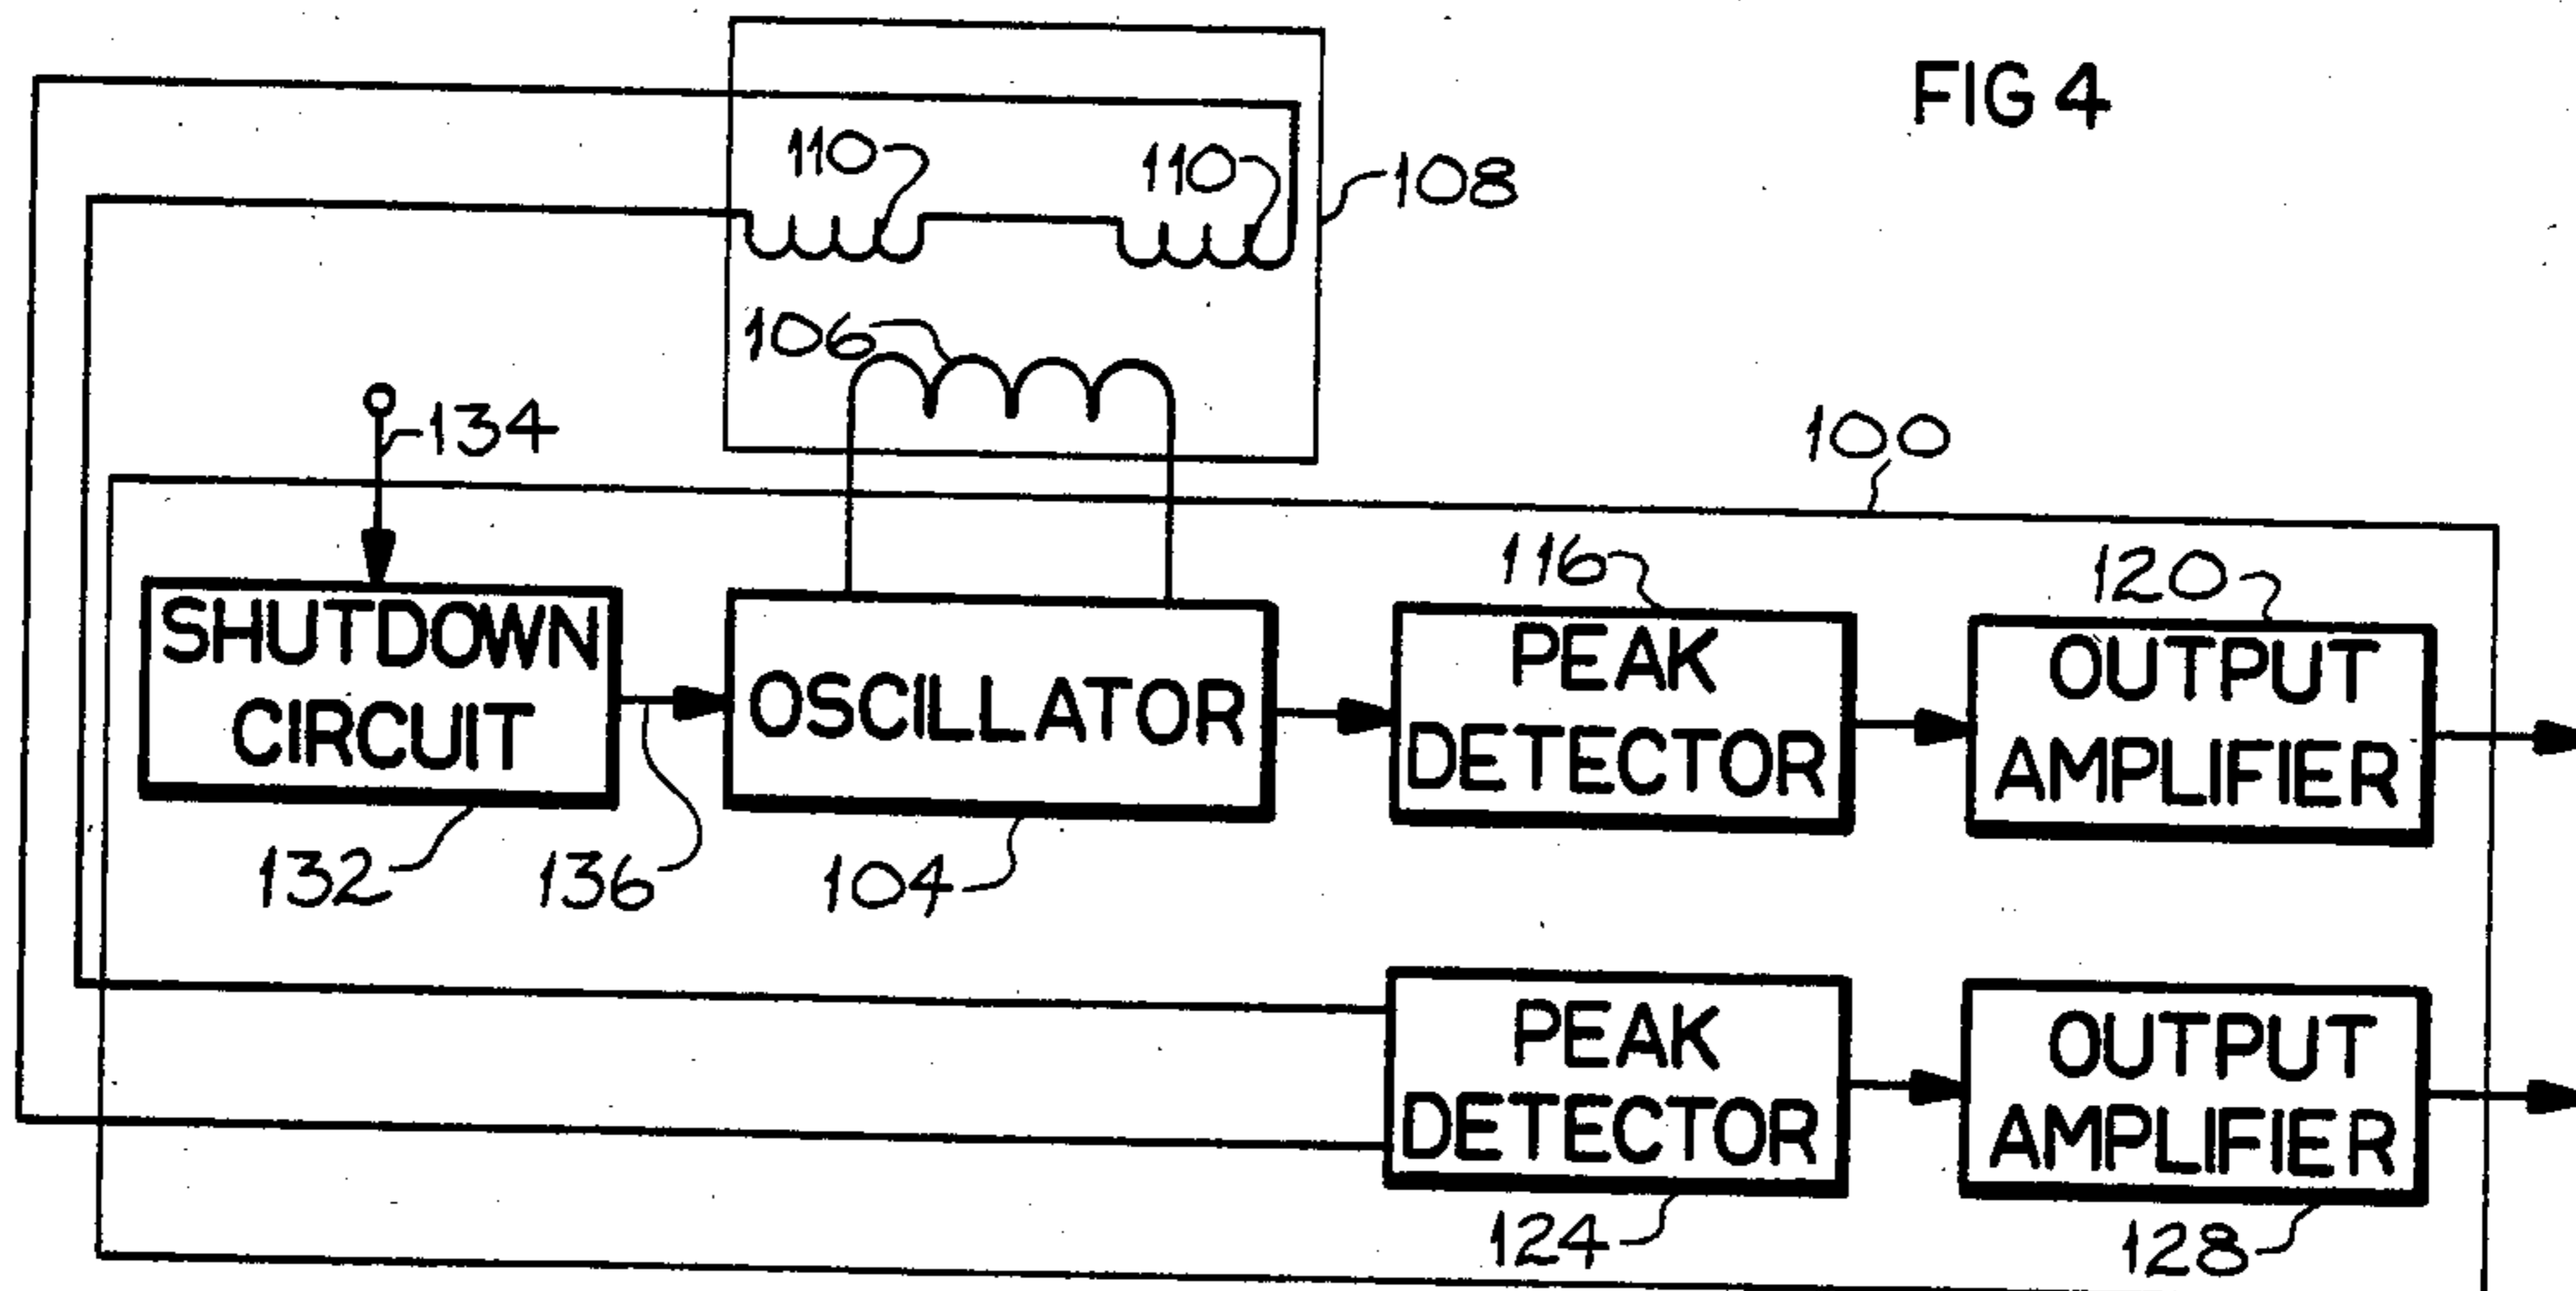 FIG 4
110
110
108
106
134
100
116
120
SHUTDOWN
CIRCUIT
OSCILLATOR
PEAK
DETECTOR
OUTPUT
AMPLIFIER
132
136
104
PEAK
DETECTOR
OUTPUT
AMPLIFIER
124
128